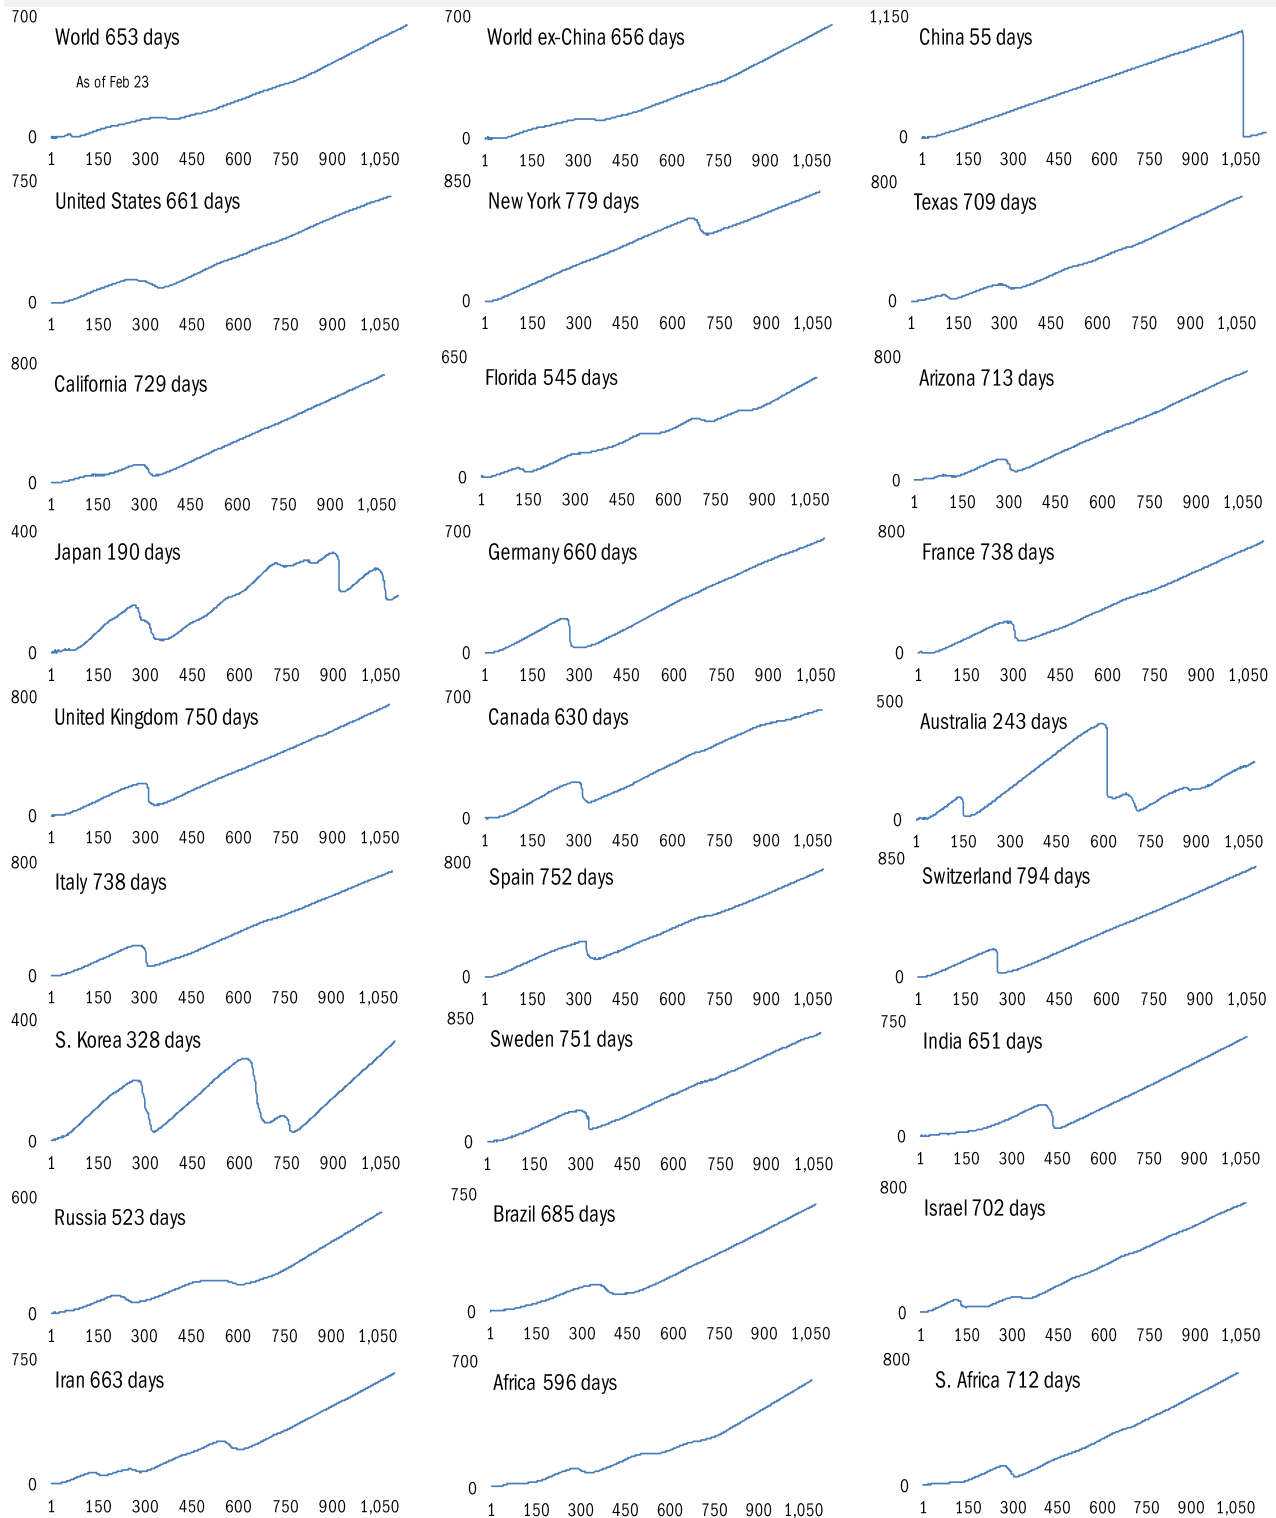 700
World 653 days
As of Feb 23
0
1 150 300 450 600 750 900 1,050
700
World ex-China 656 days
0
1 150 300 450 600 750 900 1,050
1,150
China 55 days
0
1 150 300 450 600 750 900 1,050
750
United States 661 days
0
1 150 300 450 600 750 900 1,050
850
New York 779 days
0
1 150 300 450 600 750 900 1,050
800
Texas 709 days
0
1 150 300 450 600 750 900 1,050
800
California 729 days
0
1 150 300 450 600 750 900 1,050
650
Florida 545 days
0
1 150 300 450 600 750 900 1,050
800
Arizona 713 days
0
1 150 300 450 600 750 900 1,050
400
Japan 190 days
0
1 150 300 450 600 750 900 1,050
700
Germany 660 days
0
1 150 300 450 600 750 900 1,050
800
France 738 days
0
1 150 300 450 600 750 900 1,050
800
United Kingdom 750 days
0
1 150 300 450 600 750 900 1,050
700
Canada 630 days
0
1 150 300 450 600 750 900 1,050
500
Australia 243 days
0
1 150 300 450 600 750 900 1,050
800
Italy 738 days
0
1 150 300 450 600 750 900 1,050
800
Spain 752 days
0
1 150 300 450 600 750 900 1,050
850
Switzerland 794 days
0
1 150 300 450 600 750 900 1,050
400
S. Korea 328 days
0
1 150 300 450 600 750 900 1,050
850
Sweden 751 days
0
1 150 300 450 600 750 900 1,050
750
India 651 days
0
1 150 300 450 600 750 900 1,050
600
Russia 523 days
0
1 150 300 450 600 750 900 1,050
750
Brazil 685 days
0
1 150 300 450 600 750 900 1,050
800
Israel 702 days
0
1 150 300 450 600 750 900 1,050
750
Iran 663 days
0
1 150 300 450 600 750 900 1,050
700
Africa 596 days
0
1 150 300 450 600 750 900 1,050
800
S. Africa 712 days
0
1 150 300 450 600 750 900 1,050